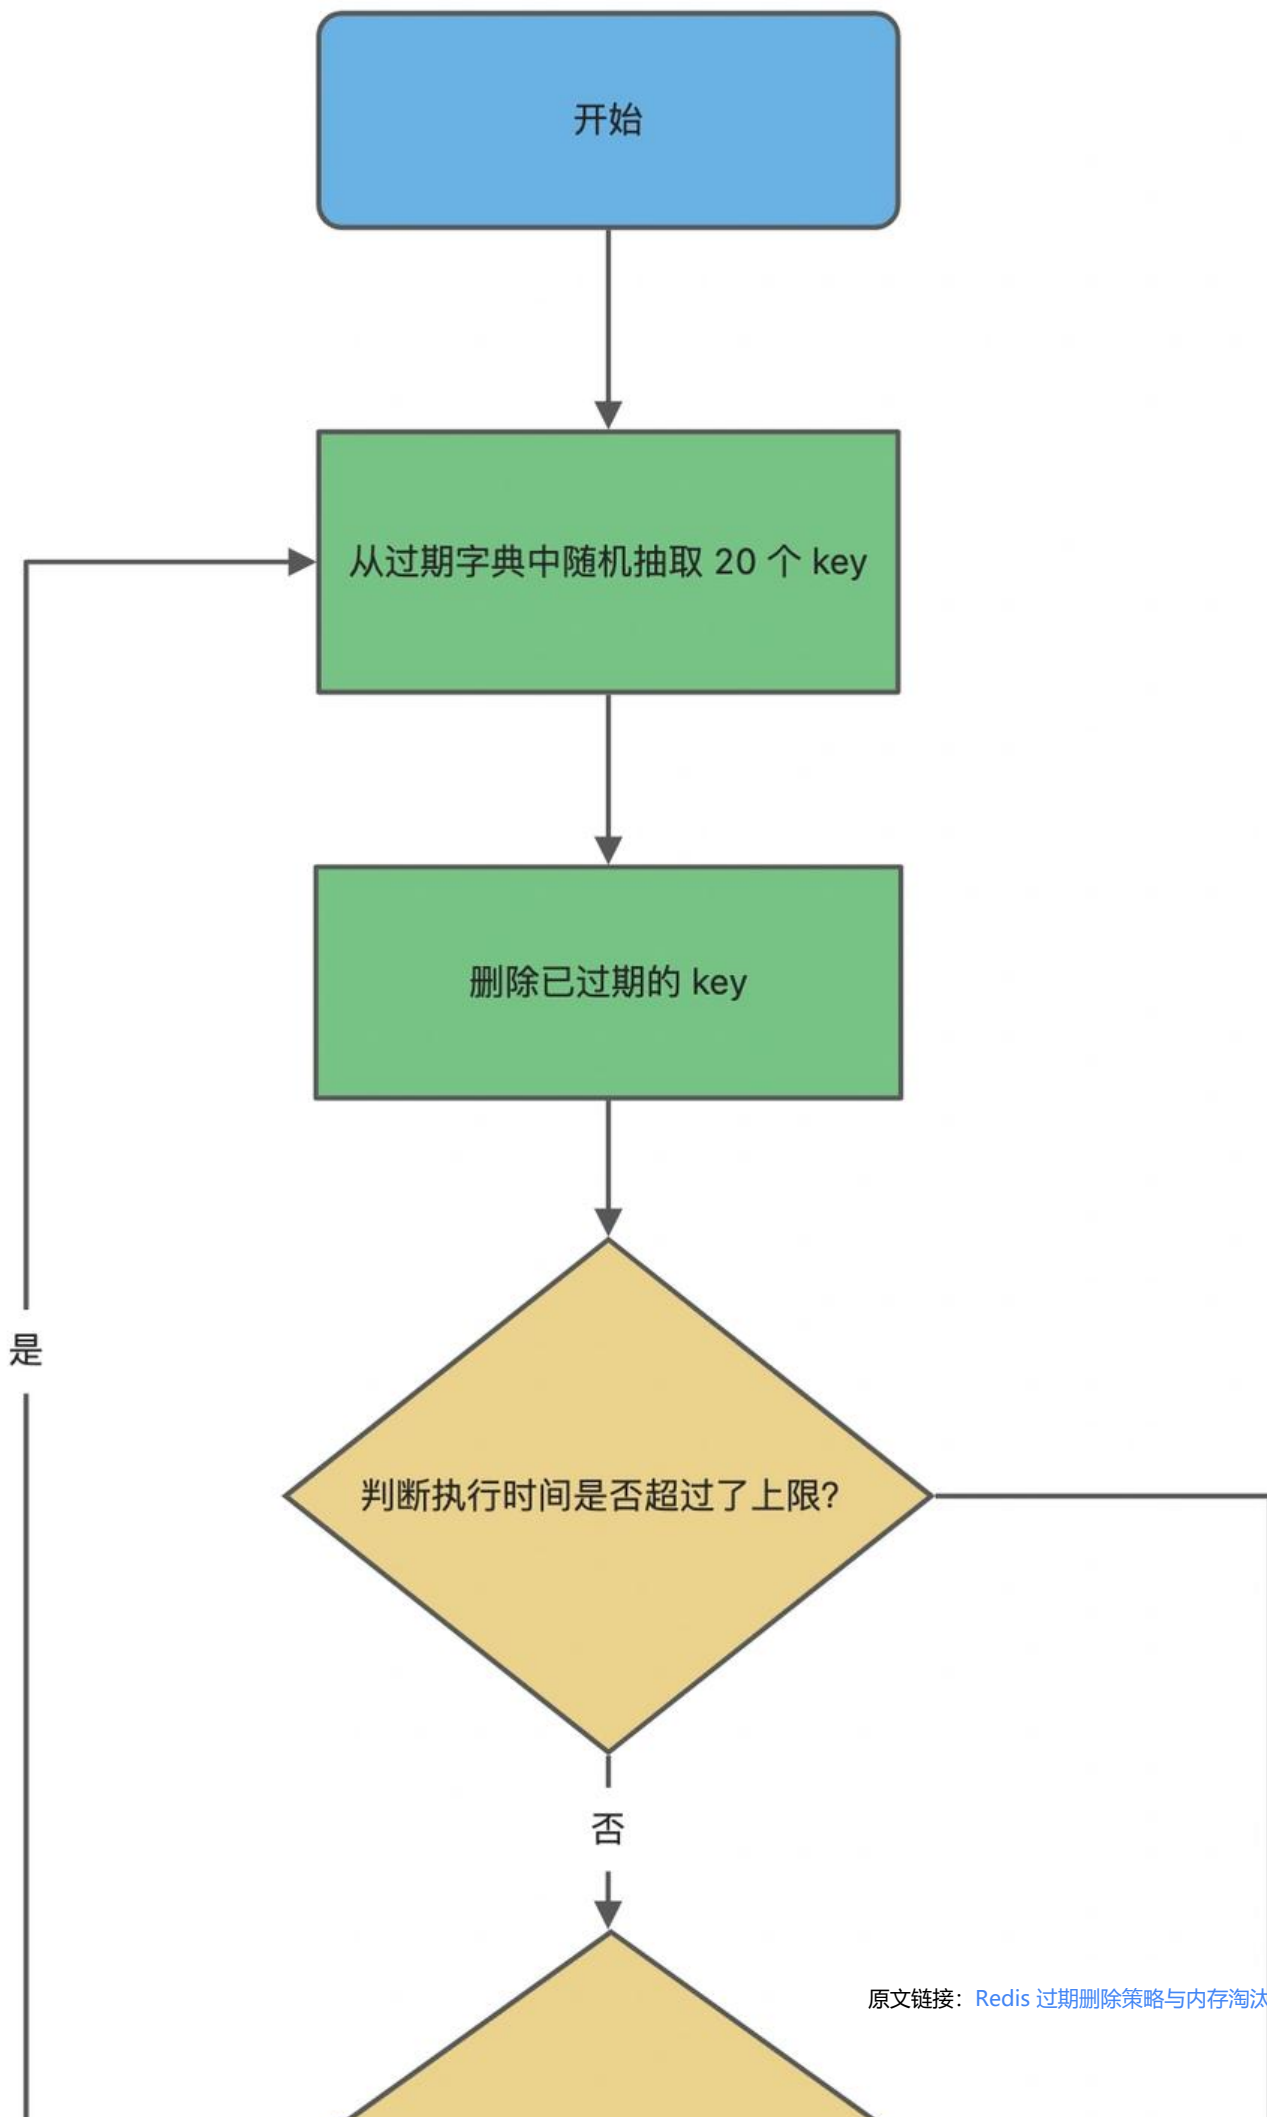 开始
从过期字典中随机抽取 20 个 key
删除已过期的 key
是
判断执行时间是否超过了上限?
否
原文链接：Redis 过期删除策略与内存淘汰